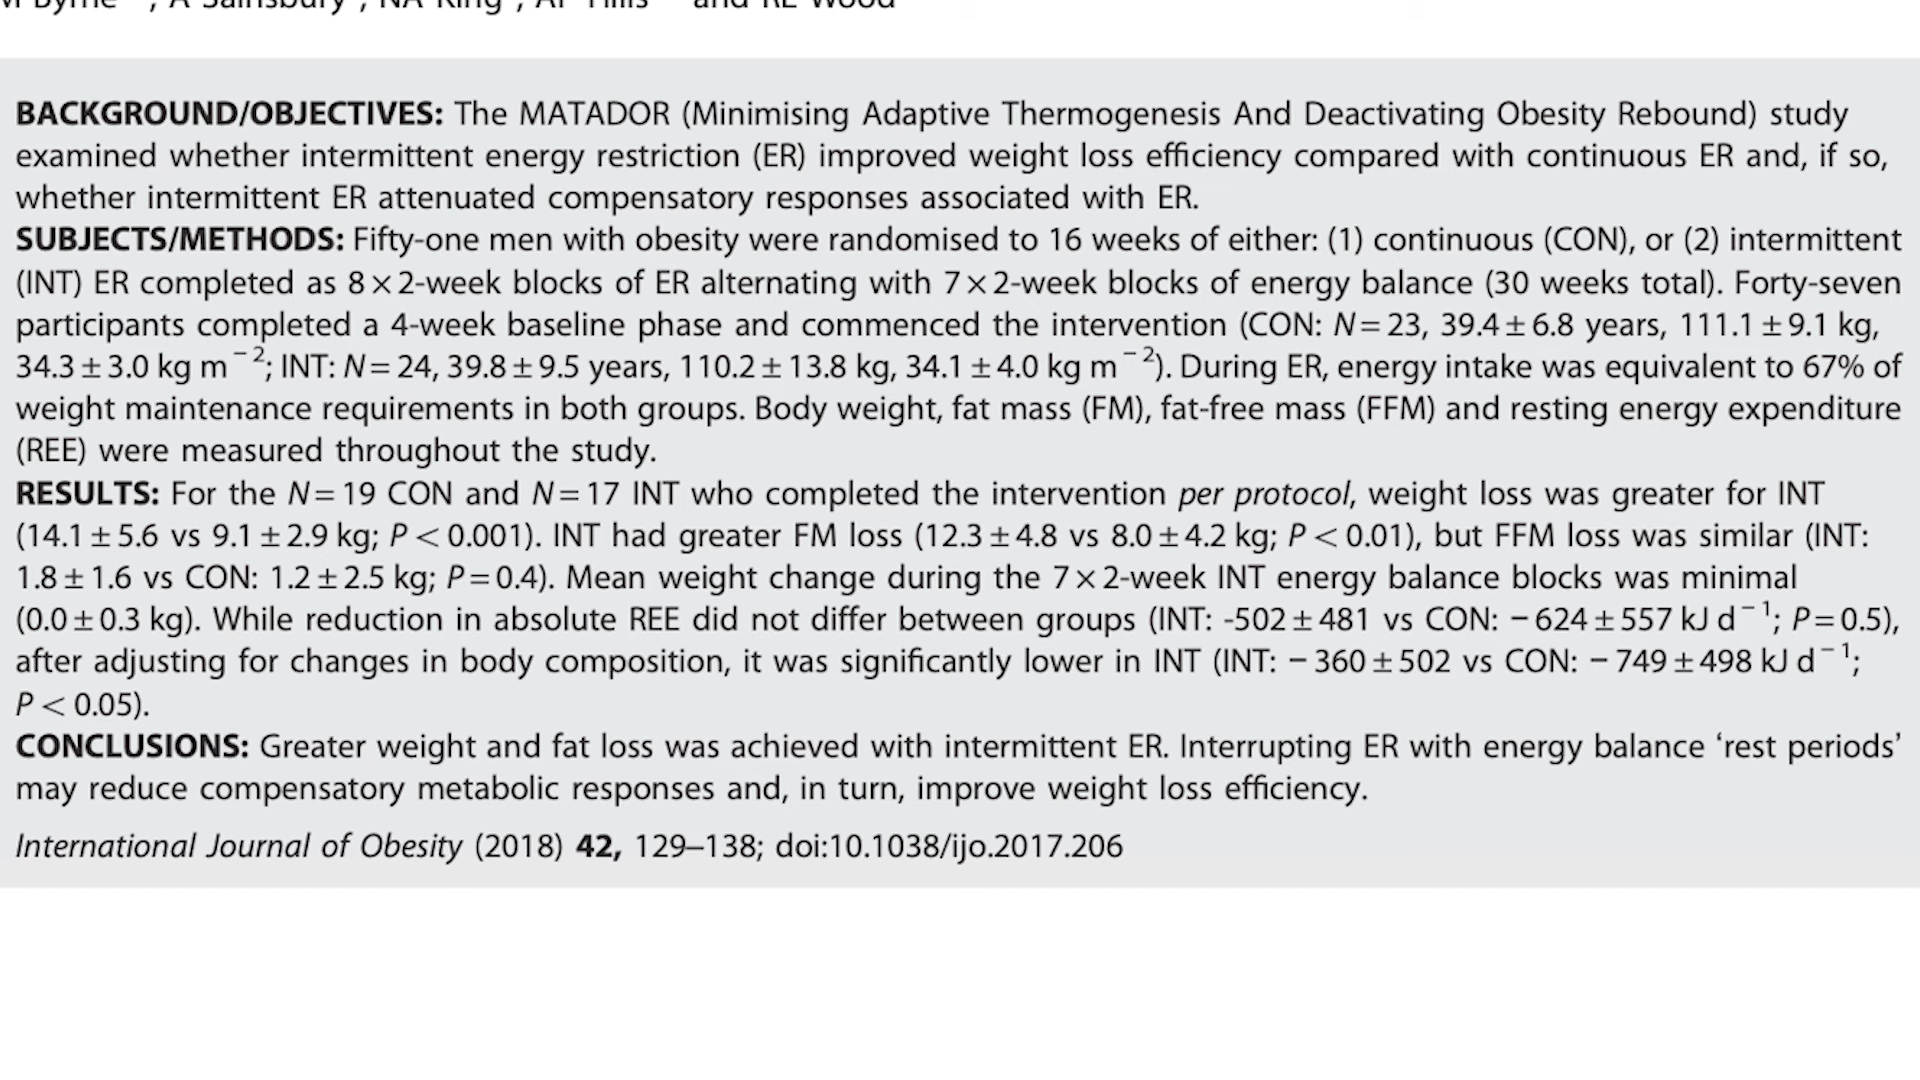 Byrne , A Sainsbury , NA King , AP Hills and RE Wood
BACKGROUND/OBJECTIVES: The MATADOR (Minimising Adaptive Thermogenesis And Deactivating Obesity Rebound) study
examined whether intermittent energy restriction (ER) improved weight loss efficiency compared with continuous ER and, if so,
whether intermittent ER attenuated compensatory responses associated with ER.
SUBJECTS/METHODS: Fifty-one men with obesity were randomised to 16 weeks of either: (1) continuous (CON), or (2) intermittent
(INT) ER completed as 8 × 2-week blocks of ER alternating with 7 × 2-week blocks of energy balance (30 weeks total). Forty-seven
participants completed a 4-week baseline phase and commenced the intervention (CON: N = 23, 39.4 ± 6.8 years, 111.1 ± 9.1 kg,
34.3 ± 3.0 kg m⁻²; INT: N = 24, 39.8 ± 9.5 years, 110.2 ± 13.8 kg, 34.1 ± 4.0 kg m⁻²). During ER, energy intake was equivalent to 67% of
weight maintenance requirements in both groups. Body weight, fat mass (FM), fat-free mass (FFM) and resting energy expenditure
(REE) were measured throughout the study.
RESULTS: For the N = 19 CON and N = 17 INT who completed the intervention per protocol, weight loss was greater for INT
(14.1 ± 5.6 vs 9.1 ± 2.9 kg; P < 0.001). INT had greater FM loss (12.3 ± 4.8 vs 8.0 ± 4.2 kg; P < 0.01), but FFM loss was similar (INT:
1.8 ± 1.6 vs CON: 1.2 ± 2.5 kg; P = 0.4). Mean weight change during the 7 × 2-week INT energy balance blocks was minimal
(0.0 ± 0.3 kg). While reduction in absolute REE did not differ between groups (INT: -502 ± 481 vs CON: − 624 ± 557 kJ d⁻¹; P = 0.5),
after adjusting for changes in body composition, it was significantly lower in INT (INT: − 360 ± 502 vs CON: − 749 ± 498 kJ d⁻¹;
P < 0.05).
CONCLUSIONS: Greater weight and fat loss was achieved with intermittent ER. Interrupting ER with energy balance ‘rest periods’
may reduce compensatory metabolic responses and, in turn, improve weight loss efficiency.
International Journal of Obesity (2018) 42, 129–138; doi:10.1038/ijo.2017.206